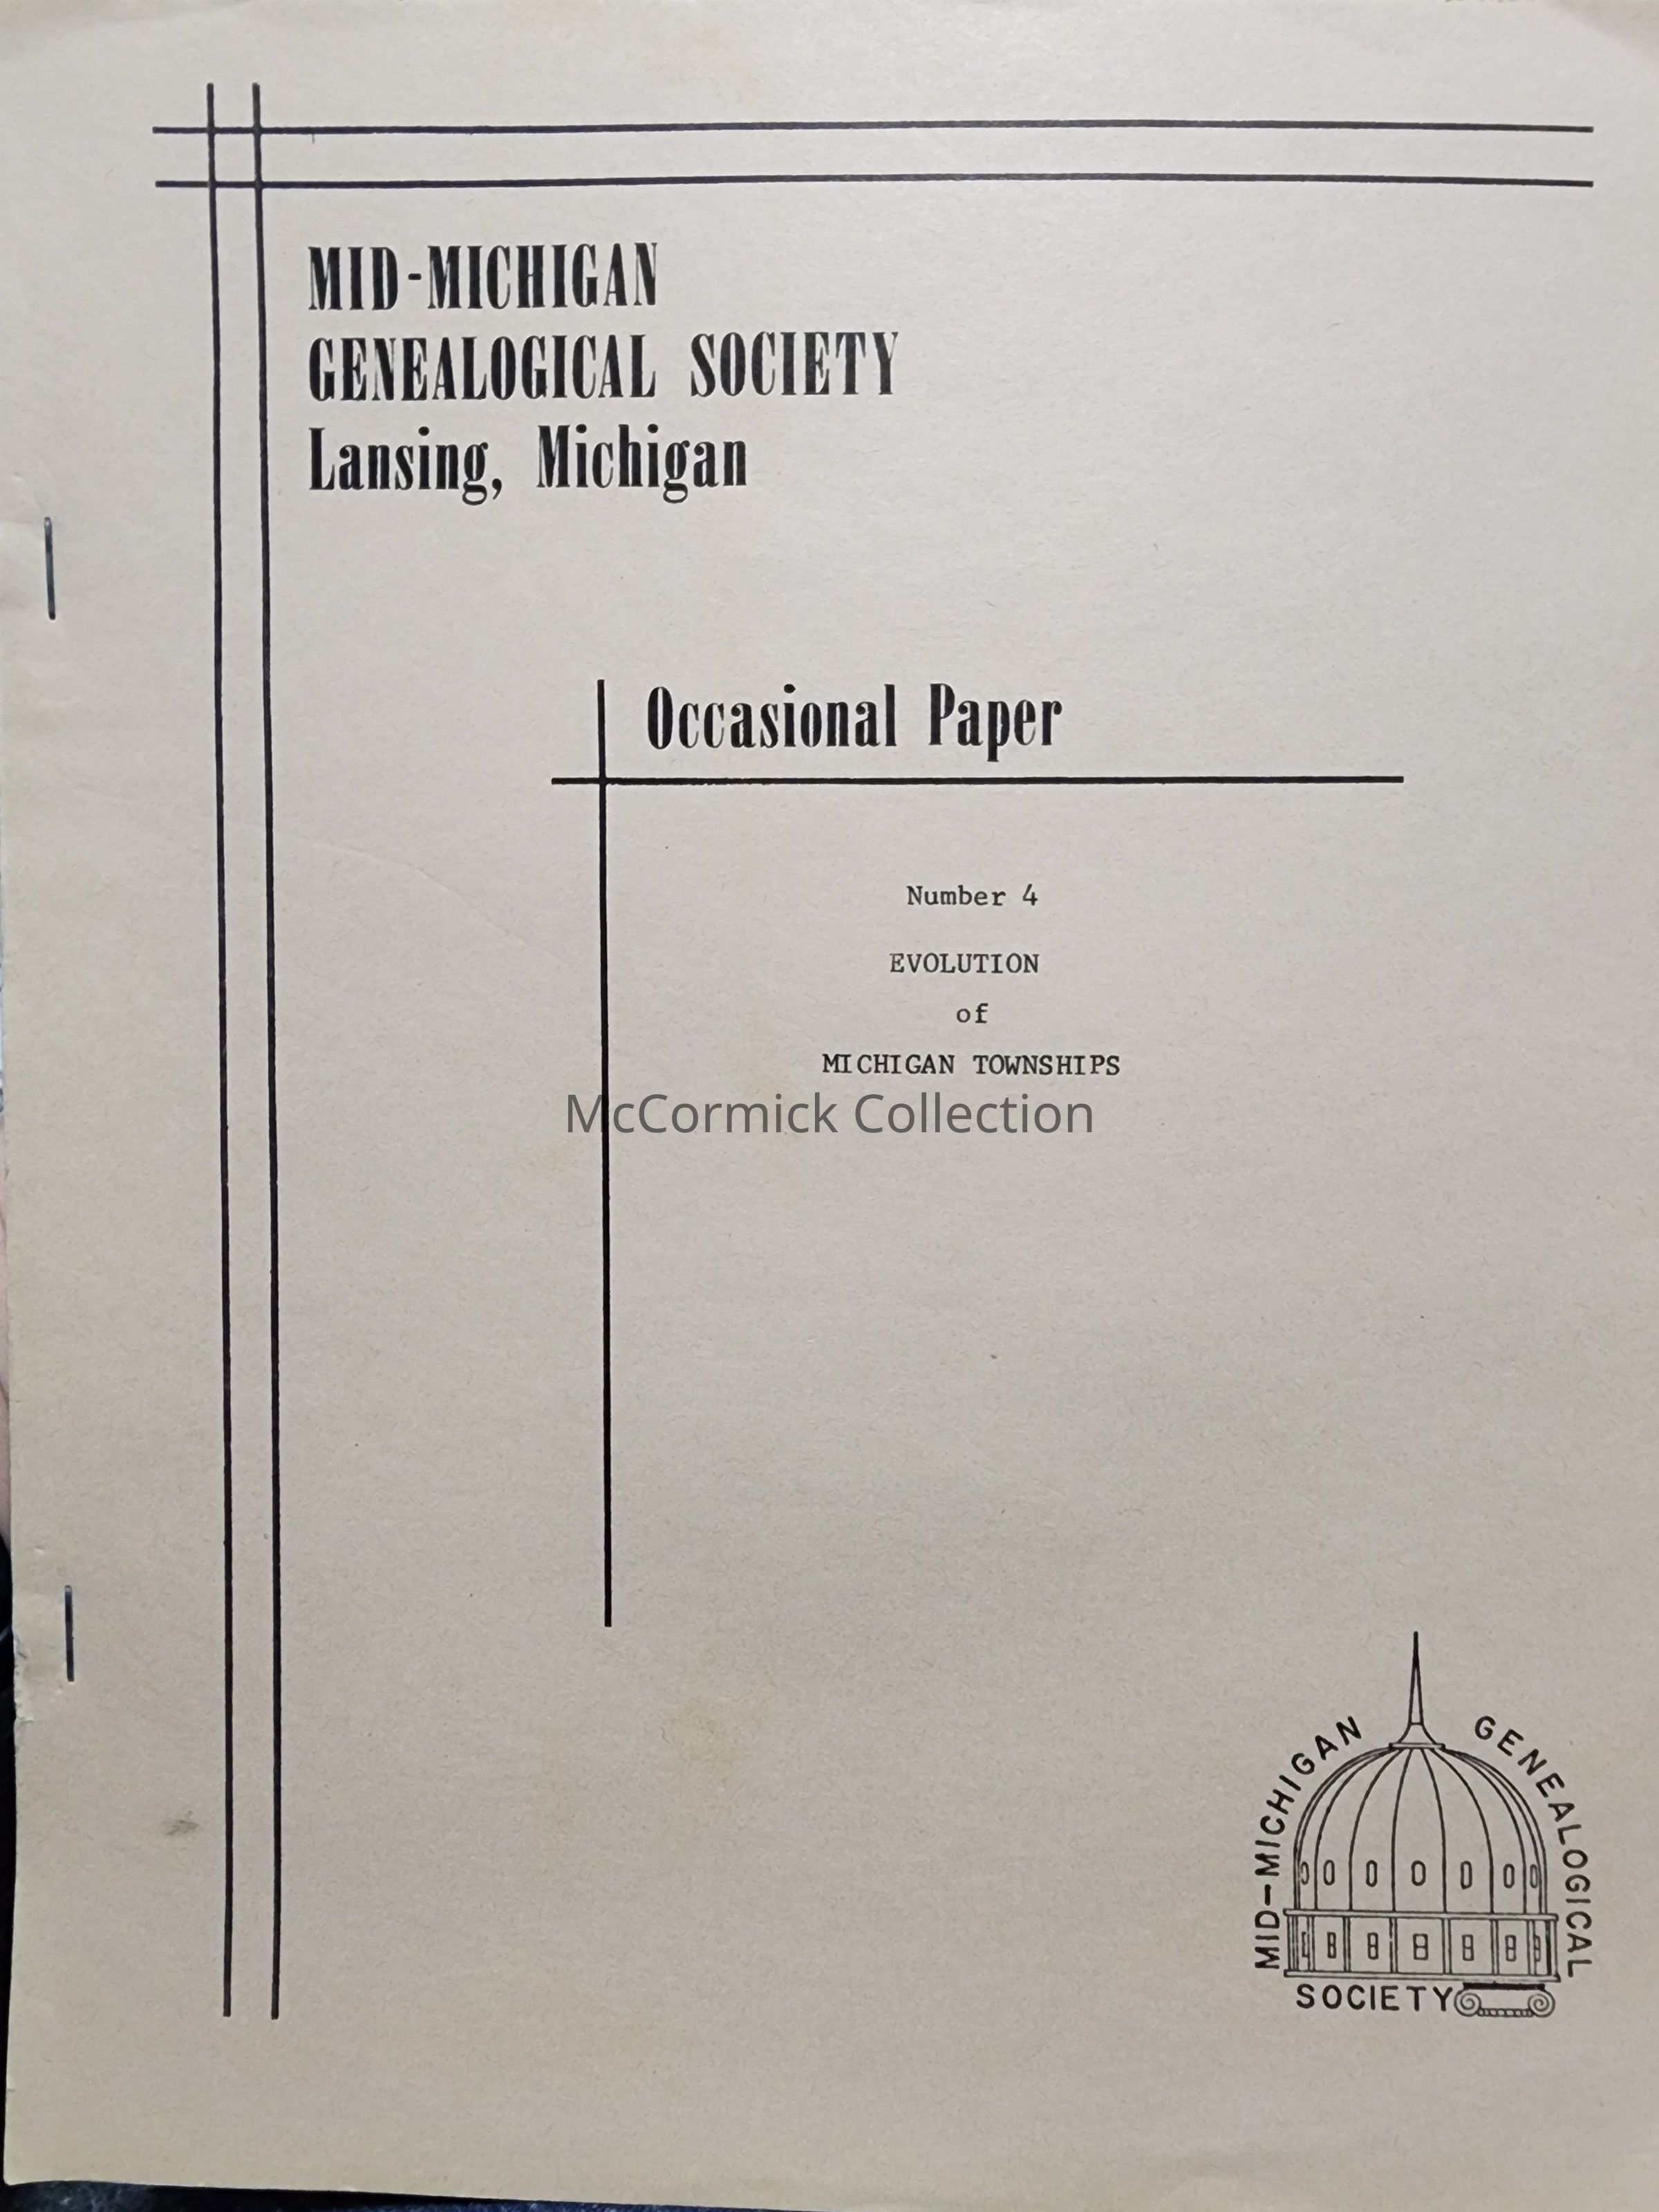 MID-MICHIGAN
GENEALOGICAL SOCIETY
Lansing, Michigan
Occasional Paper
Number 4
EVOLUTION
of
MICHIGAN TOWNSHIPS
McCormick Collection
MID-MICHIGAN GENEALOGICAL
SOCIETY